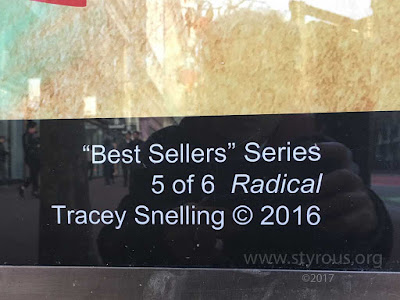 “Best Sellers” Series
5 of 6 Radical
Tracey Snelling © 2016
www.styrous.org
©2017